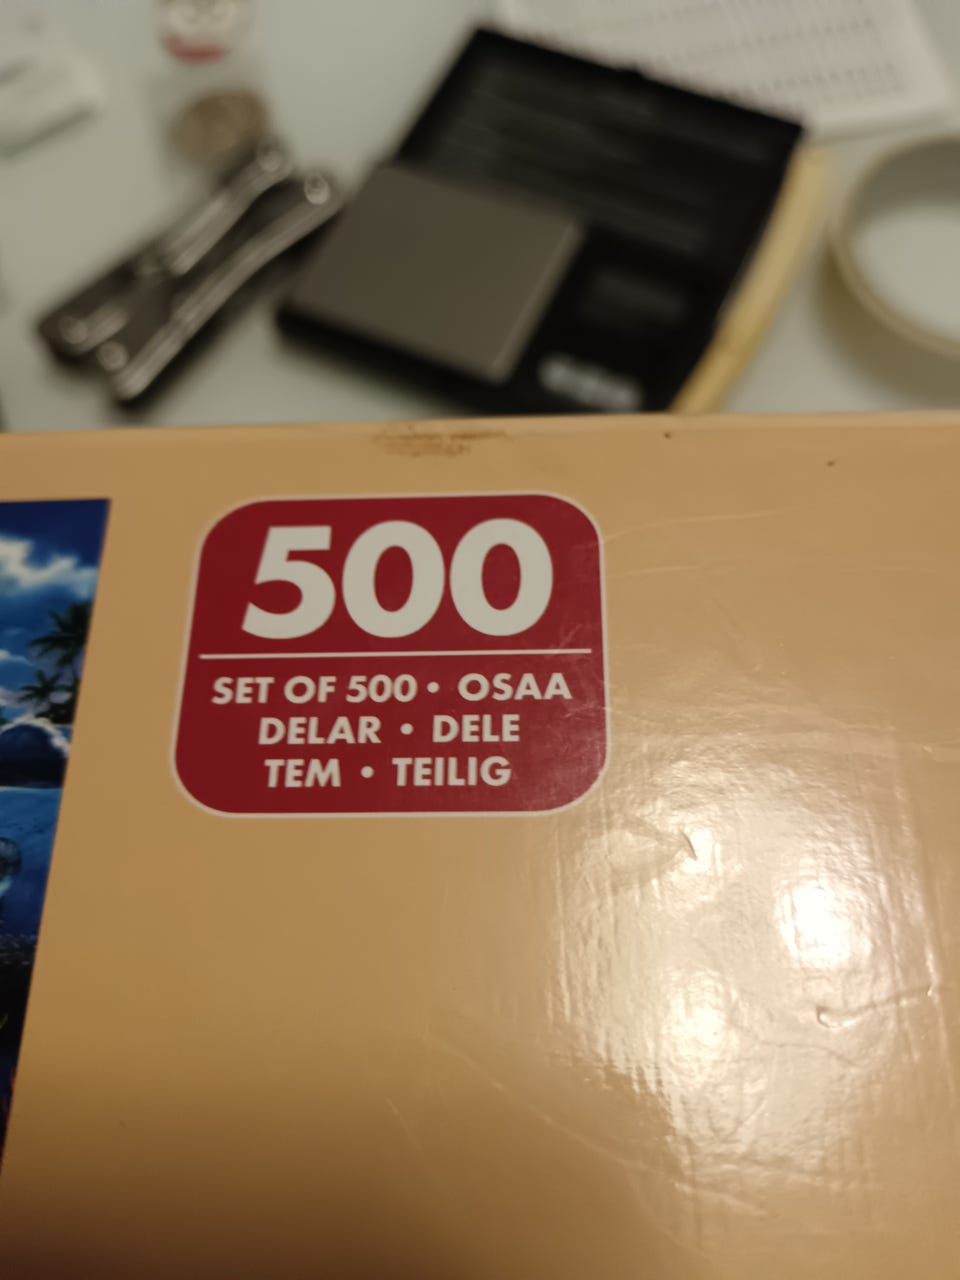 500
SET OF 500 • OSAA
DELAR • DELE
TEM • TEILIG